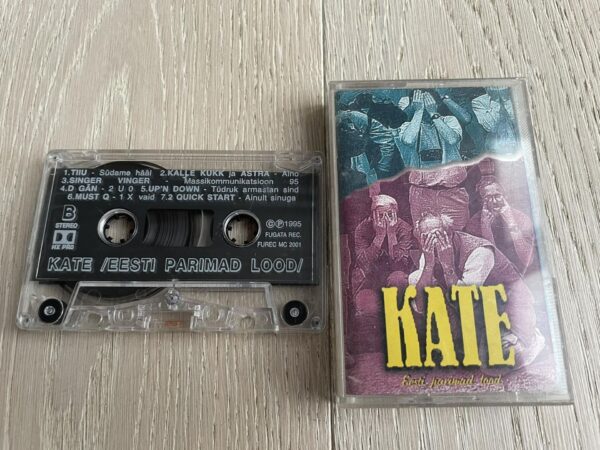 1.TIIU - Südame hääl 2.KALLE KUKK ja ASTRA - Aino
3.SINGER VINGER - Massikommunikatsioon 95
4.D GÄN - 2 U 0 5.UP'N DOWN - Tüdruk armastan sind
6.MUST Q - 1 X vaid 7.2 QUICK START - Ainult sinuga
B
STEREO
HX PRO
©℗1995
FUGATA REC.
FUREC MC 2001
KATE /EESTI PARIMAD LOOD/
KATE
Eesti parimad lood